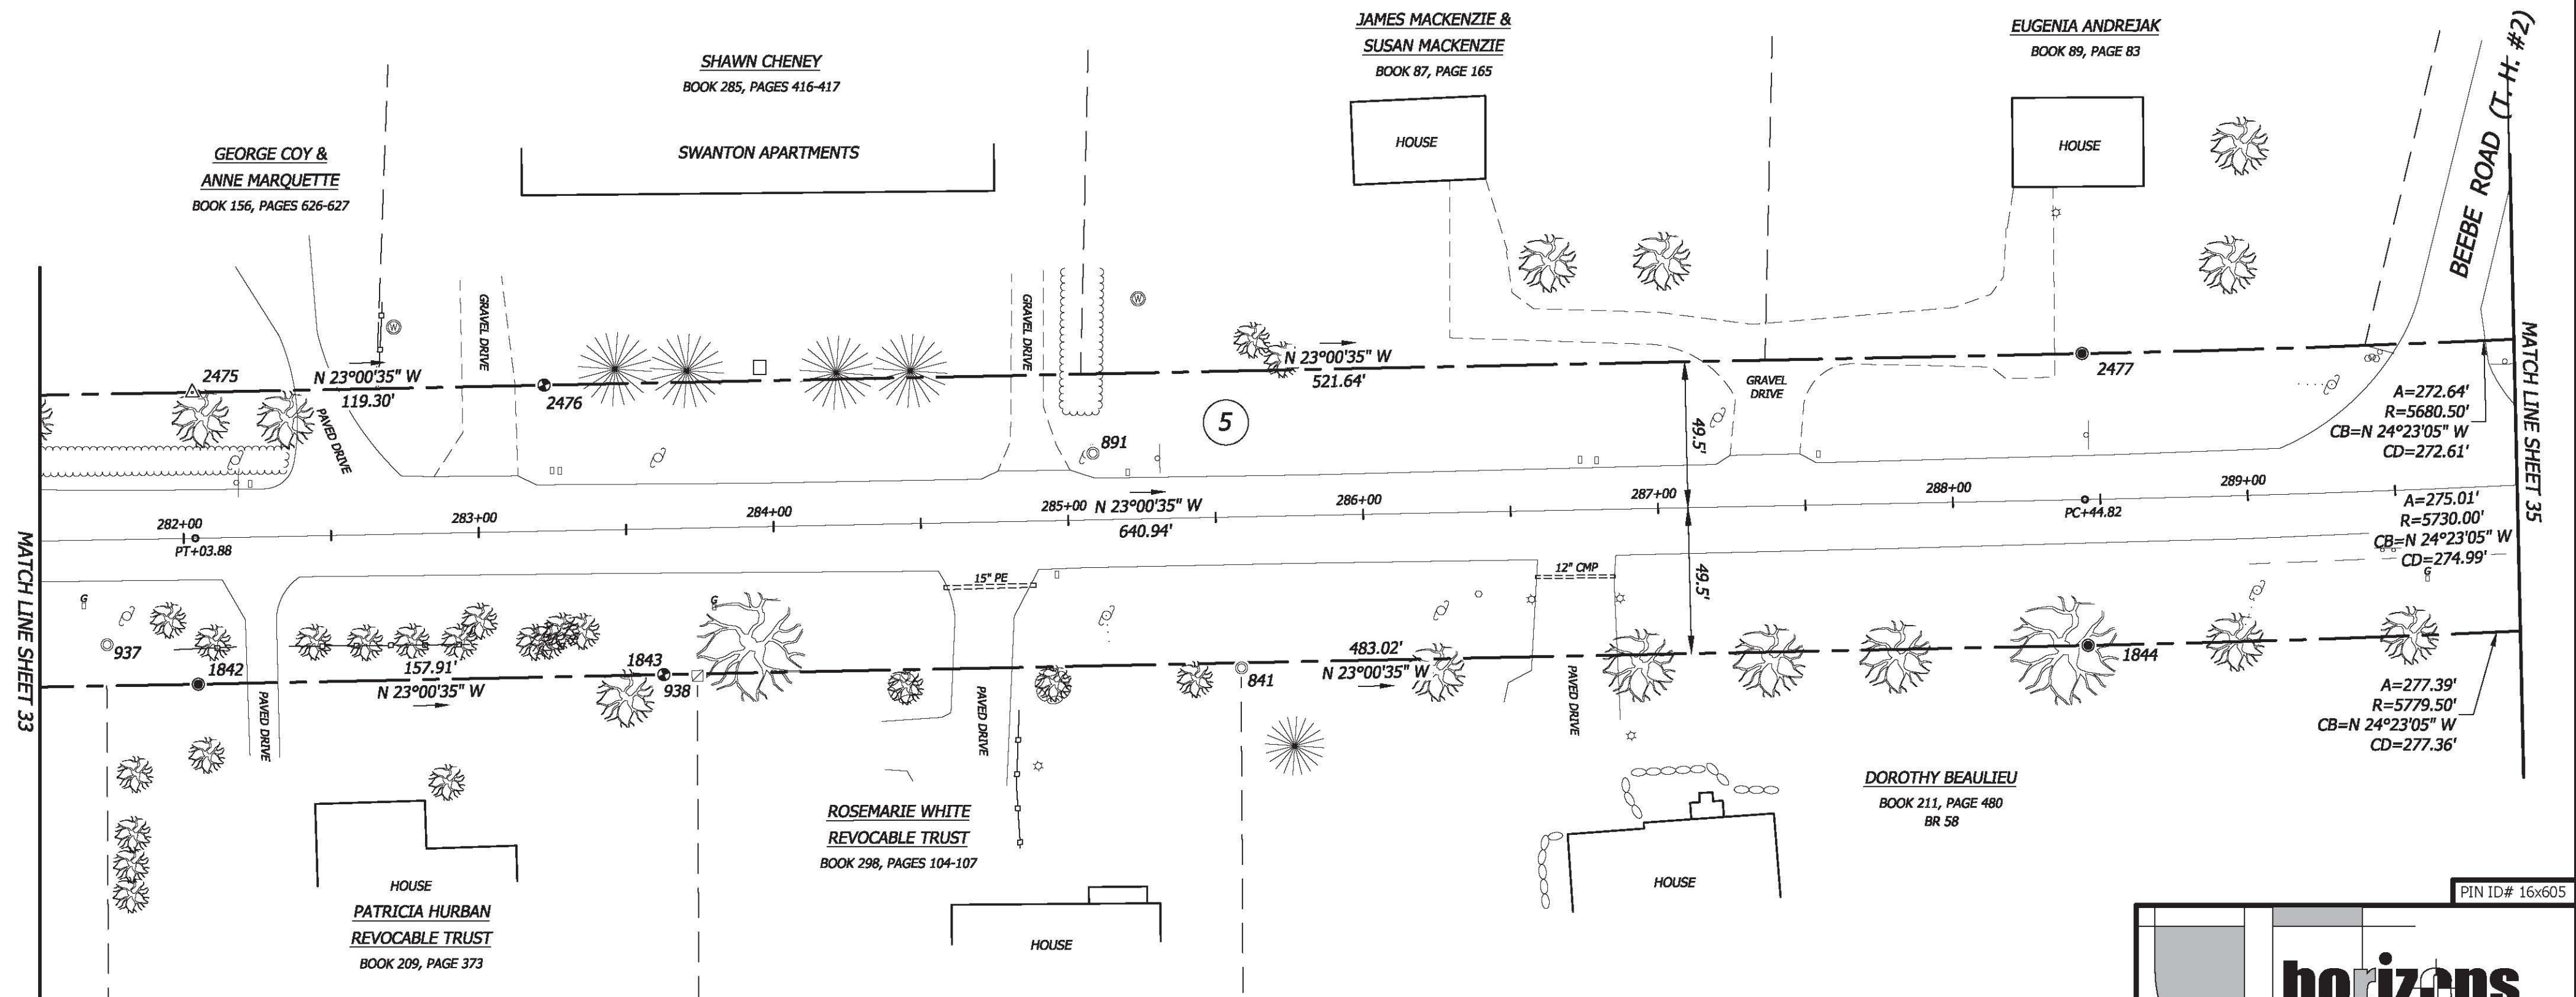 JAMES MACKENZIE &
SUSAN MACKENZIE
BOOK 87, PAGE 165
EUGENIA ANDREJAK
BOOK 89, PAGE 83
BEEBE ROAD (T. H. #2)
SHAWN CHENEY
BOOK 285, PAGES 416-417
SWANTON APARTMENTS
GEORGE COY &
ANNE MARQUETTE
BOOK 156, PAGES 626-627
HOUSE
HOUSE
GRAVEL DRIVE
GRAVEL DRIVE
W
W
2475
N 23°00'35" W
119.30'
PAVED DRIVE
2476
N 23°00'35" W
521.64'
GRAVEL
DRIVE
2477
5
891
49.5'
A=272.64'
R=5680.50'
CB=N 24°23'05" W
CD=272.61'
MATCH LINE SHEET 35
282+00
283+00
284+00
285+00
N 23°00'35" W
640.94'
286+00
287+00
288+00
289+00
PT+03.88
PC+44.82
A=275.01'
R=5730.00'
CB=N 24°23'05" W
CD=274.99'
MATCH LINE SHEET 33
15" PE
12" CMP
49.5'
G
G
G
937
1842
157.91'
N 23°00'35" W
1843
938
841
483.02'
N 23°00'35" W
1844
PAVED DRIVE
PAVED DRIVE
PAVED DRIVE
A=277.39'
R=5779.50'
CB=N 24°23'05" W
CD=277.36'
DOROTHY BEAULIEU
BOOK 211, PAGE 480
BR 58
ROSEMARIE WHITE
REVOCABLE TRUST
BOOK 298, PAGES 104-107
HOUSE
PATRICIA HURBAN
REVOCABLE TRUST
BOOK 209, PAGE 373
HOUSE
HOUSE
PIN ID# 16x605
horizons